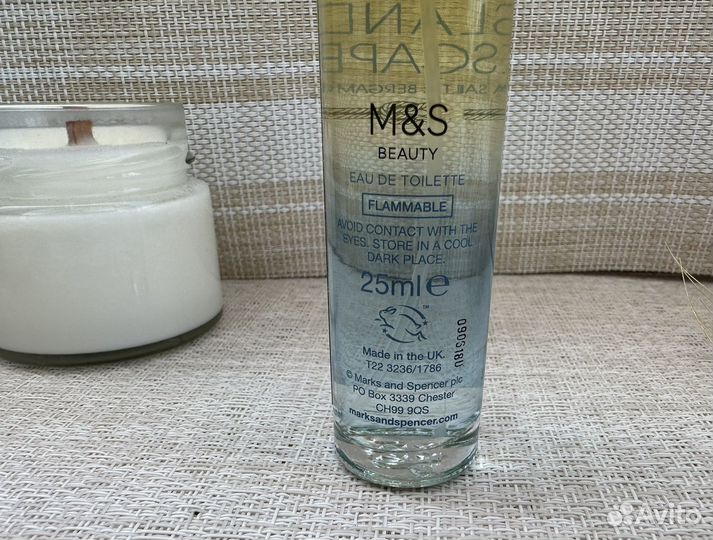 M&S
BEAUTY
EAU DE TOILETTE
FLAMMABLE
AVOID CONTACT WITH THE
EYES. STORE IN A COOL
DARK PLACE.
25ml e
™
Made in the UK.
T22 3236/1786
© Marks and Spencer plc
PO Box 3339 Chester
CH99 9QS
marksandspencer.com
Avito